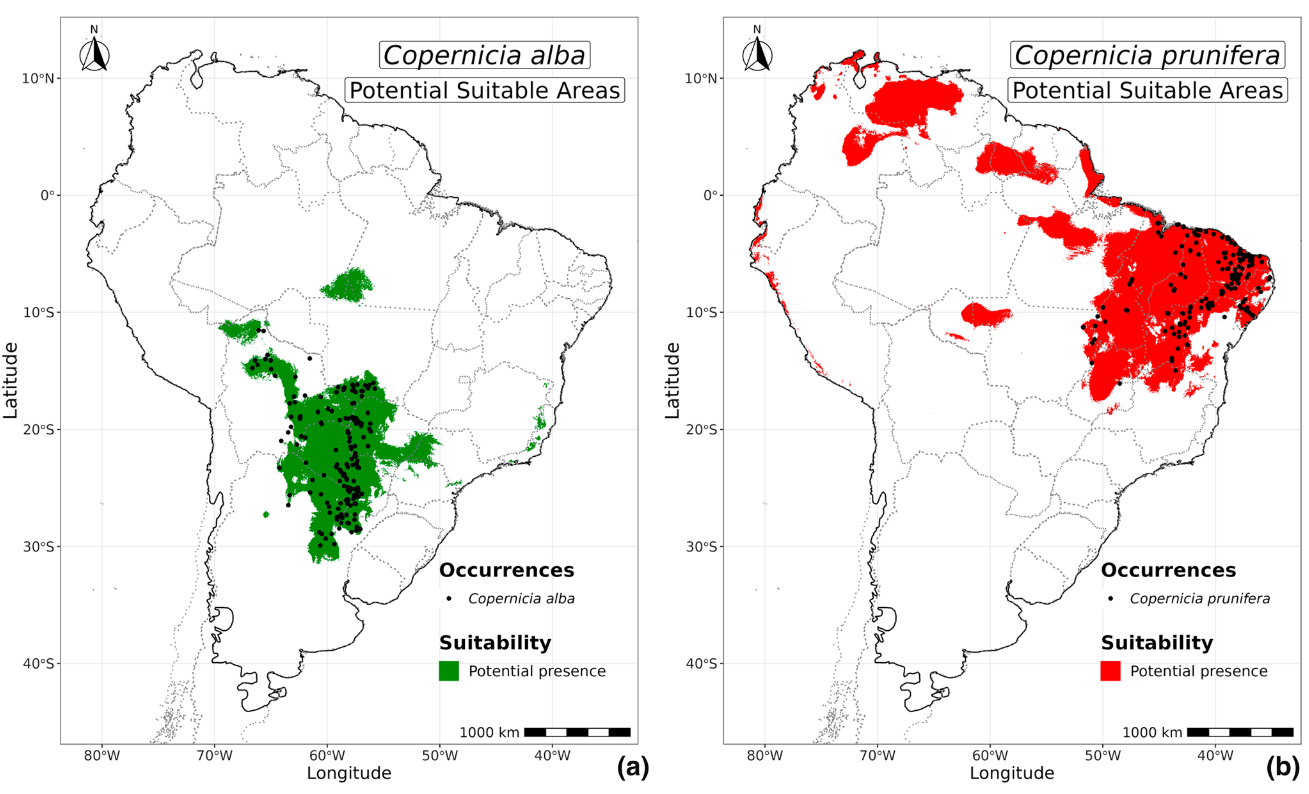 N
Copernicia alba
Potential Suitable Areas
10°N
0°
10°S
20°S
30°S
40°S
Latitude
Occurrences
Copernicia alba
Suitability
Potential presence
1000 km
80°W
70°W
60°W
50°W
40°W
Longitude
(a)
N
Copernicia prunifera
Potential Suitable Areas
10°N
0°
10°S
20°S
30°S
40°S
Latitude
Occurrences
Copernicia prunifera
Suitability
Potential presence
1000 km
80°W
70°W
60°W
50°W
40°W
Longitude
(b)